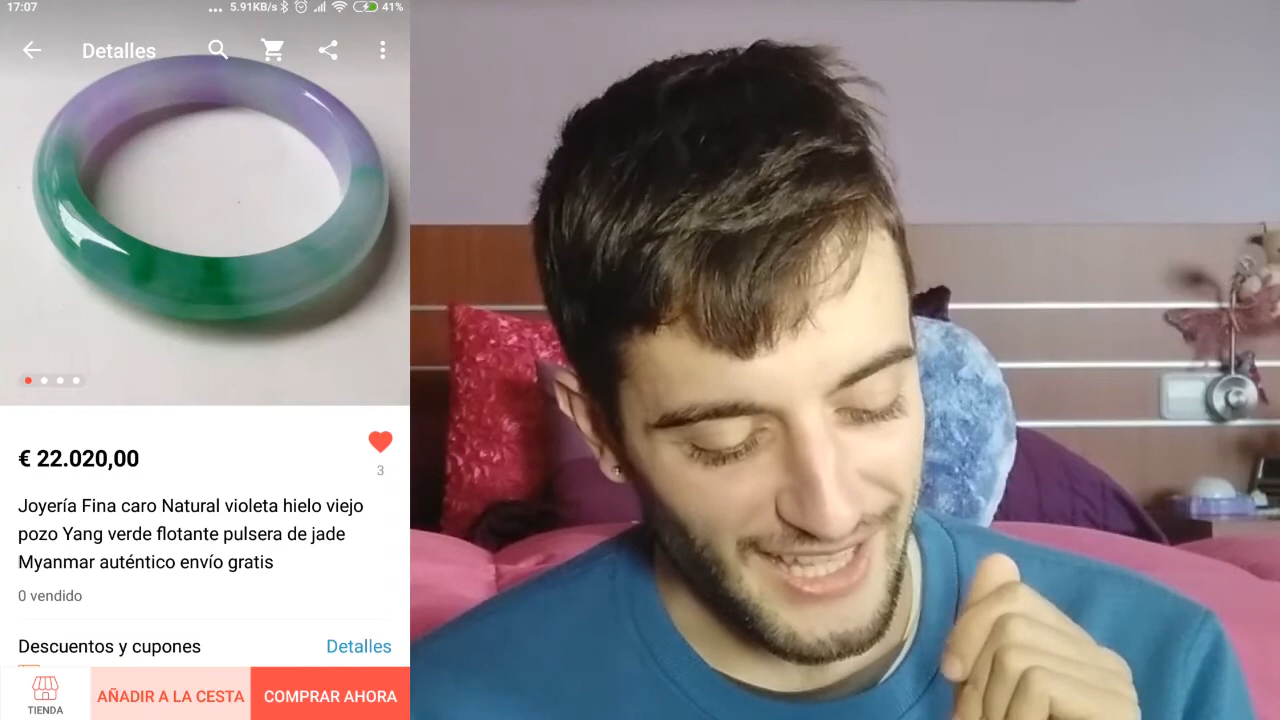 17:07
... 5.91KB/s 41%
Detalles
€ 22.020,00
3
Joyería Fina caro Natural violeta hielo viejo
pozo Yang verde flotante pulsera de jade
Myanmar auténtico envío gratis
0 vendido
Descuentos y cupones Detalles
TIENDA
AÑADIR A LA CESTA
COMPRAR AHORA